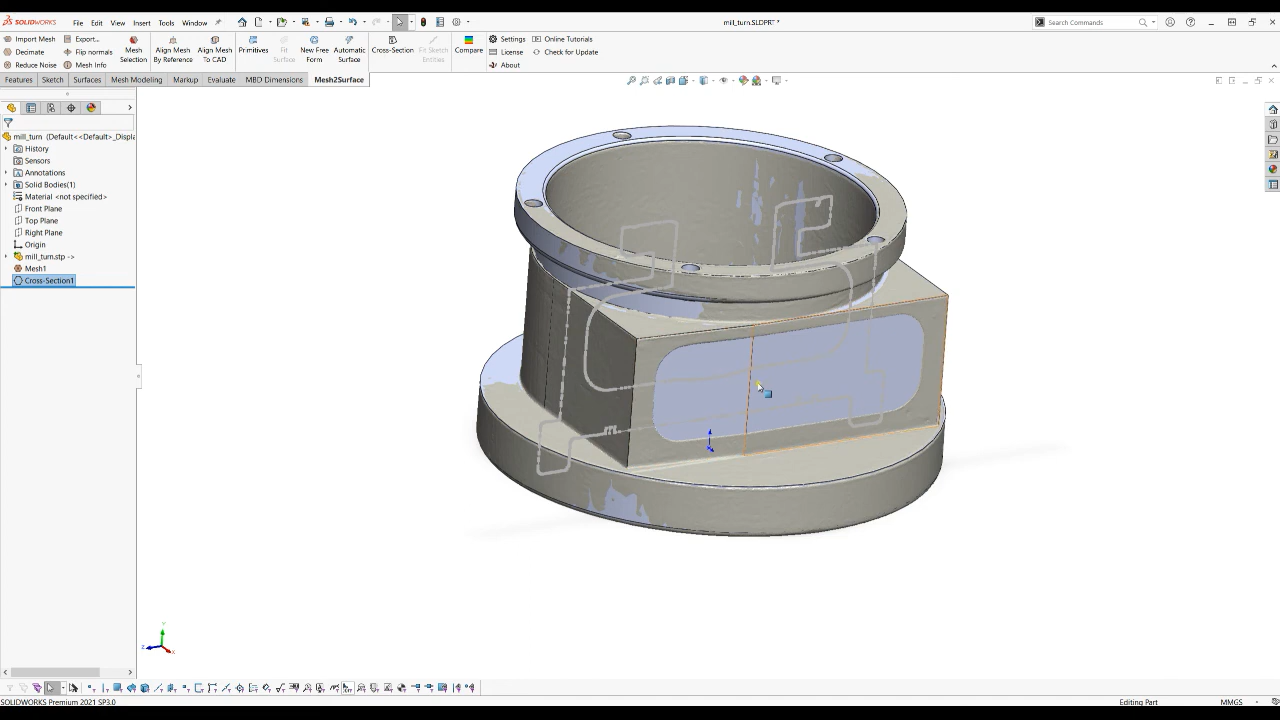 SOLIDWORKS File Edit View Insert Tools Window mill_turn.SLDPRT * Search Commands
Import Mesh Export... Settings Online Tutorials
Decimate Flip normals License Check for Update
Reduce Noise Mesh Info About
Mesh Selection
Align Mesh By Reference
Align Mesh To CAD
Primitives
Fit Surface
New Free Form
Automatic Surface
Cross-Section
Fit Sketch Entities
Compare
Features Sketch Surfaces Mesh Modeling Markup Evaluate MBD Dimensions Mesh2Surface
mill_turn (Default<<Default>_Displa
History
Sensors
Annotations
Solid Bodies(1)
Material <not specified>
Front Plane
Top Plane
Right Plane
Origin
mill_turn.stp ->
Mesh1
Cross-Section1
Y
Z
X
SOLIDWORKS Premium 2021 SP3.0 Editing Part MMGS